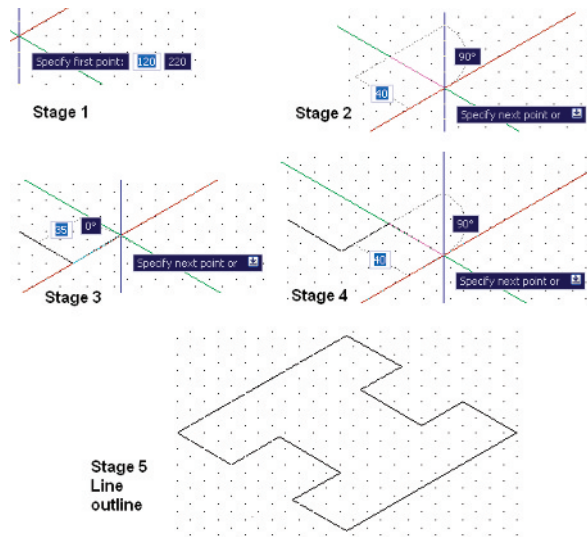 Specify first point: 120 220
Stage 1
90°
40
Specify next point or
Stage 2
35 0°
Specify next point or
Stage 3
90°
40
Specify next point or
Stage 4
Stage 5
Line
outline